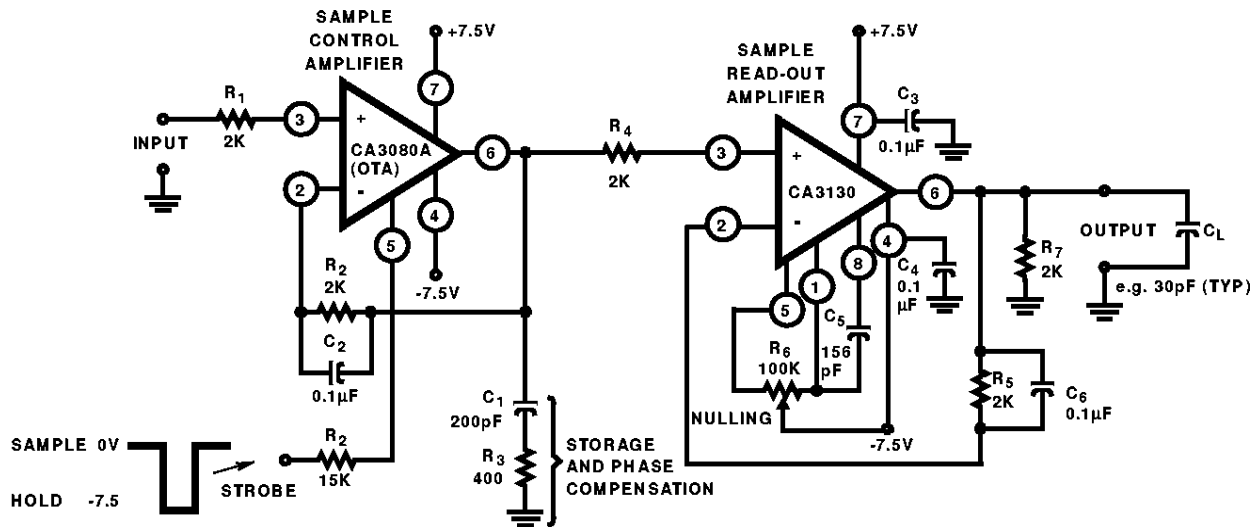 SAMPLE
CONTROL
AMPLIFIER
+7.5V
7
R1
2K
3
+
INPUT
CA3080A
(OTA)
6
2
-
4
5
-7.5V
R2
2K
C2
0.1µF
SAMPLE 0V
HOLD -7.5
STROBE
R2
15K
C1
200pF
R3
400
STORAGE
AND PHASE
COMPENSATION
R4
2K
SAMPLE
READ-OUT
AMPLIFIER
+7.5V
7
C3
0.1µF
3
+
CA3130
6
2
-
4
8
1
5
C4
0.1
µF
C5
156
pF
R6
100K
NULLING
-7.5V
R7
2K
OUTPUT
CL
e.g. 30pF (TYP)
R5
2K
C6
0.1µF